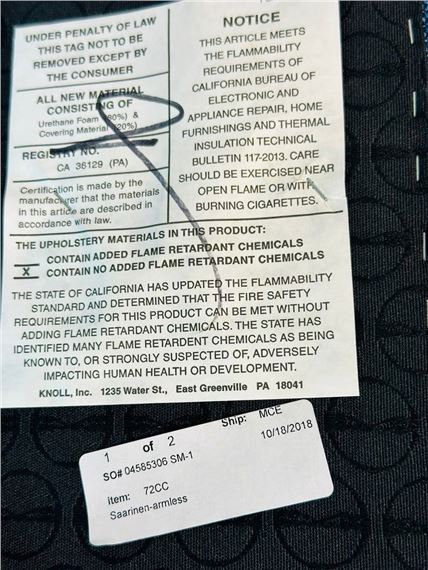 UNDER PENALTY OF LAW
THIS TAG NOT TO BE
REMOVED EXCEPT BY
THE CONSUMER
ALL NEW MATERIAL
CONSISTING OF
Urethane Foam (80%) &
Covering Material (20%)
REGISTRY NO.
CA 36129 (PA)
Certification is made by the
manufacturer that the materials
in this article are described in
accordance with law.
NOTICE
THIS ARTICLE MEETS
THE FLAMMABILITY
REQUIREMENTS OF
CALIFORNIA BUREAU OF
ELECTRONIC AND
APPLIANCE REPAIR, HOME
FURNISHINGS AND THERMAL
INSULATION TECHNICAL
BULLETIN 117-2013. CARE
SHOULD BE EXERCISED NEAR
OPEN FLAME OR WITH
BURNING CIGARETTES.
THE UPHOLSTERY MATERIALS IN THIS PRODUCT:
CONTAIN ADDED FLAME RETARDANT CHEMICALS
X CONTAIN NO ADDED FLAME RETARDANT CHEMICALS
THE STATE OF CALIFORNIA HAS UPDATED THE FLAMMABILITY
STANDARD AND DETERMINED THAT THE FIRE SAFETY
REQUIREMENTS FOR THIS PRODUCT CAN BE MET WITHOUT
ADDING FLAME RETARDANT CHEMICALS. THE STATE HAS
IDENTIFIED MANY FLAME RETARDENT CHEMICALS AS BEING
KNOWN TO, OR STRONGLY SUSPECTED OF, ADVERSELY
IMPACTING HUMAN HEALTH OR DEVELOPMENT.
KNOLL, Inc. 1235 Water St., East Greenville PA 18041
1 of 2 Ship: MCE
SO# 04585306 SM-1 10/18/2018
item: 72CC
Saarinen-armless